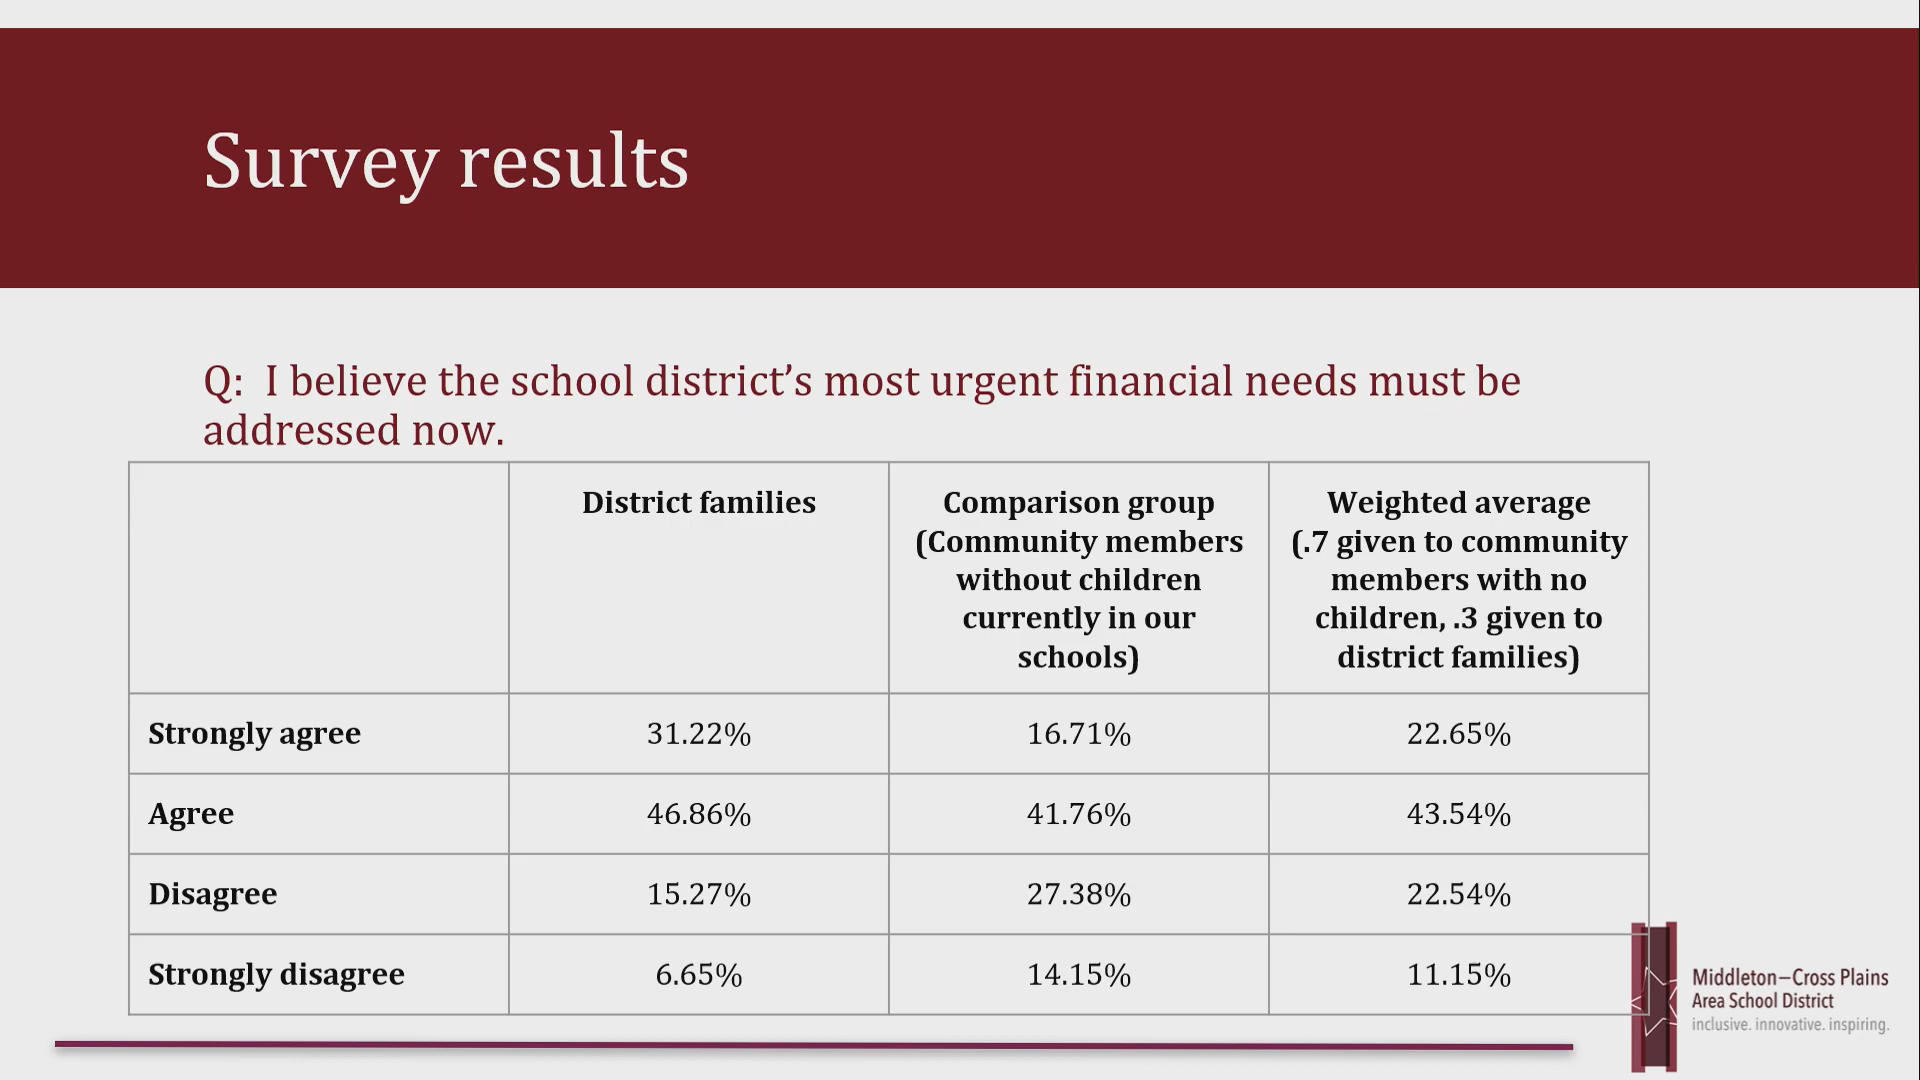 Survey results
Q: I believe the school district’s most urgent financial needs must be
addressed now.
District families
Comparison group
(Community members
without children
currently in our
schools)
Weighted average
(.7 given to community
members with no
children, .3 given to
district families)
Strongly agree 31.22% 16.71% 22.65%
Agree 46.86% 41.76% 43.54%
Disagree 15.27% 27.38% 22.54%
Strongly disagree 6.65% 14.15% 11.15%
Middleton–Cross Plains
Area School District
inclusive. innovative. inspiring.